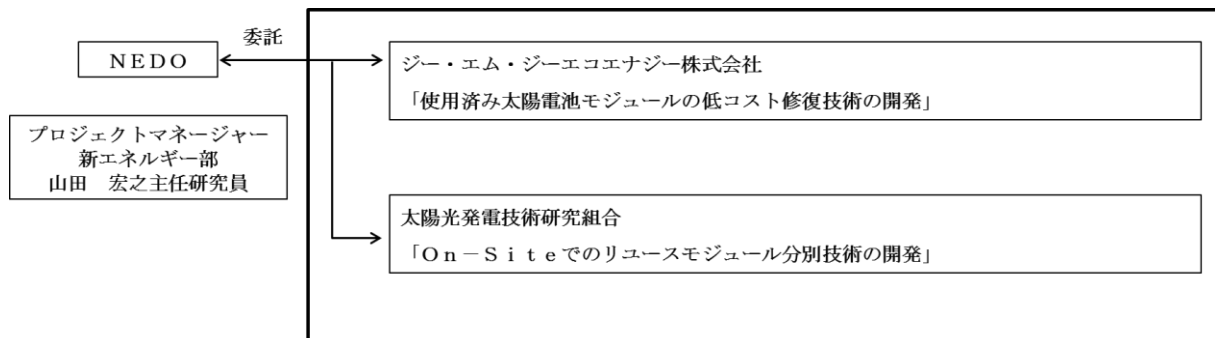 委託
NEDO
プロジェクトマネージャー
新エネルギー部
山田　宏之主任研究員
ジー・エム・ジーエコエナジー株式会社
「使用済み太陽電池モジュールの低コスト修復技術の開発」
太陽光発電技術研究組合
「On－Siteでのリユースモジュール分別技術の開発」